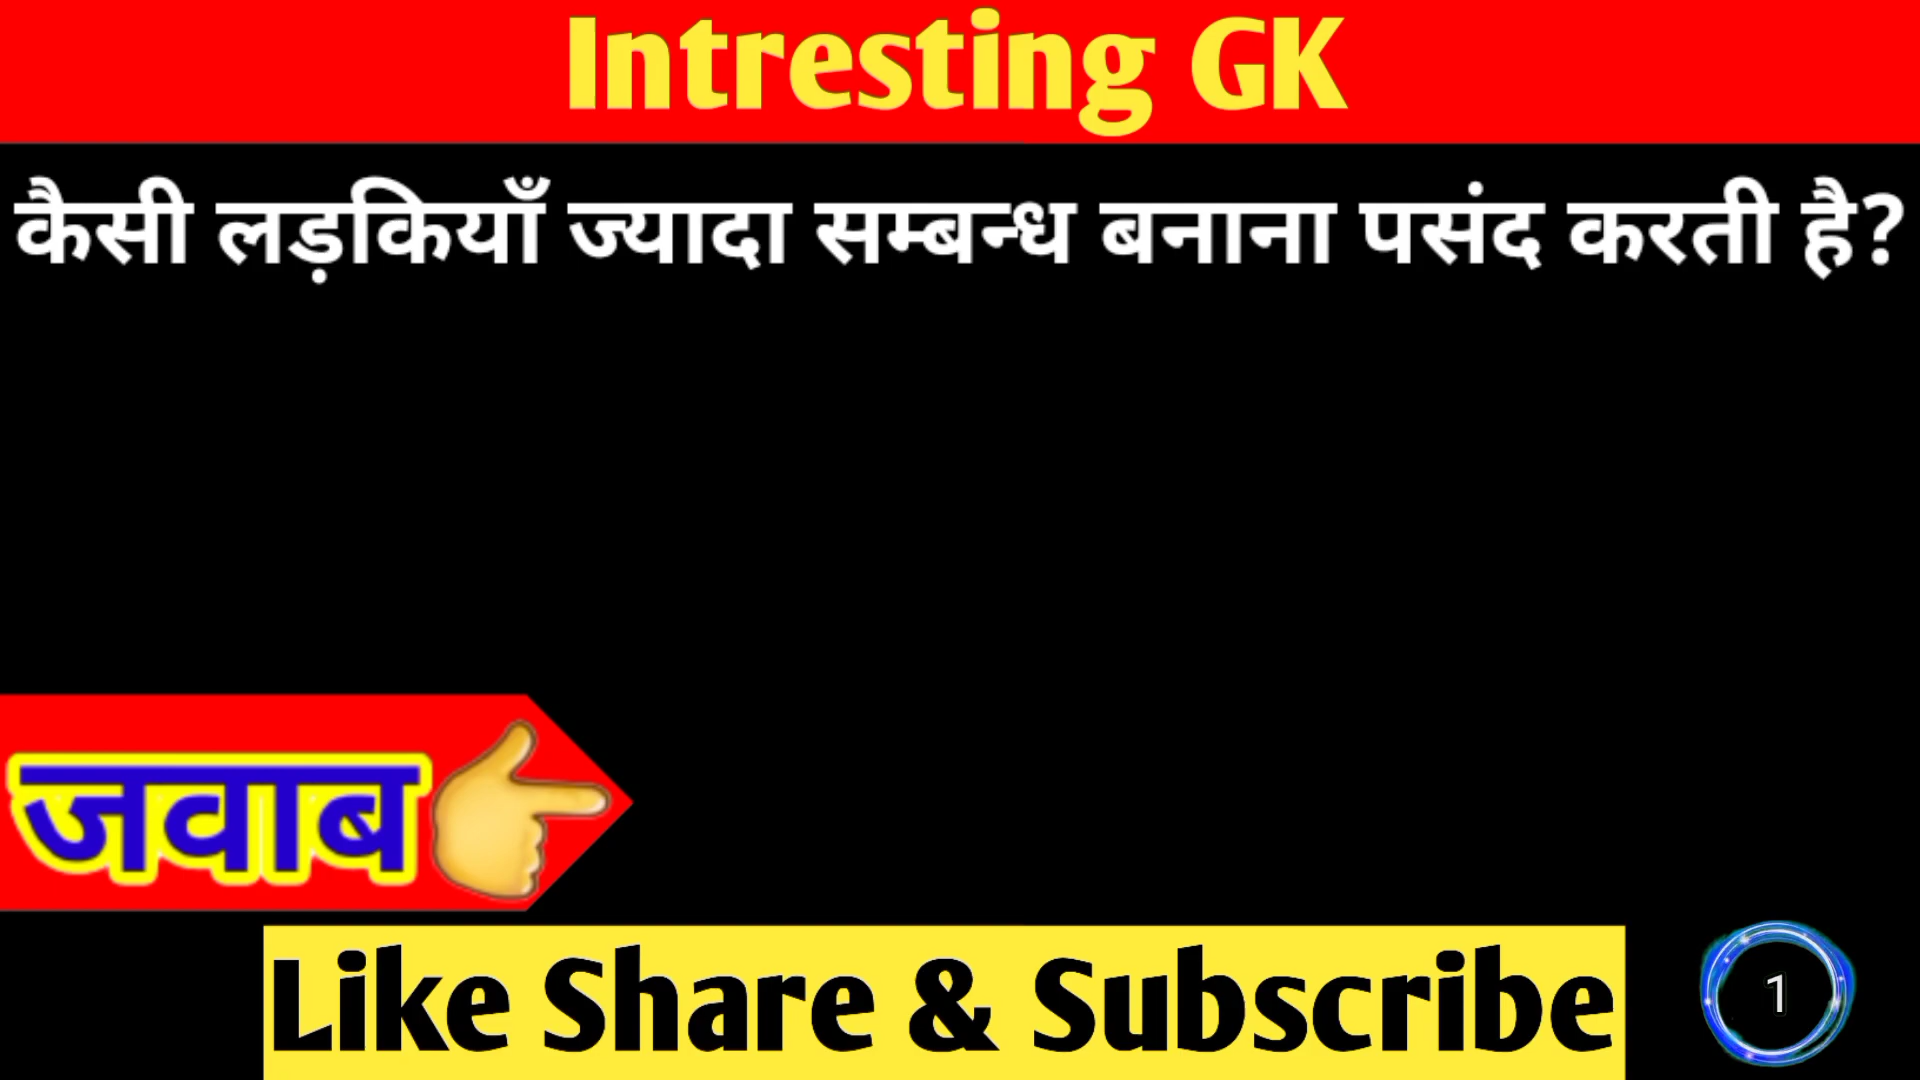 Intresting GK
कैसी लड़कियाँ ज्यादा सम्बन्ध बनाना पसंद करती है?
जवाब
Like Share & Subscribe
1